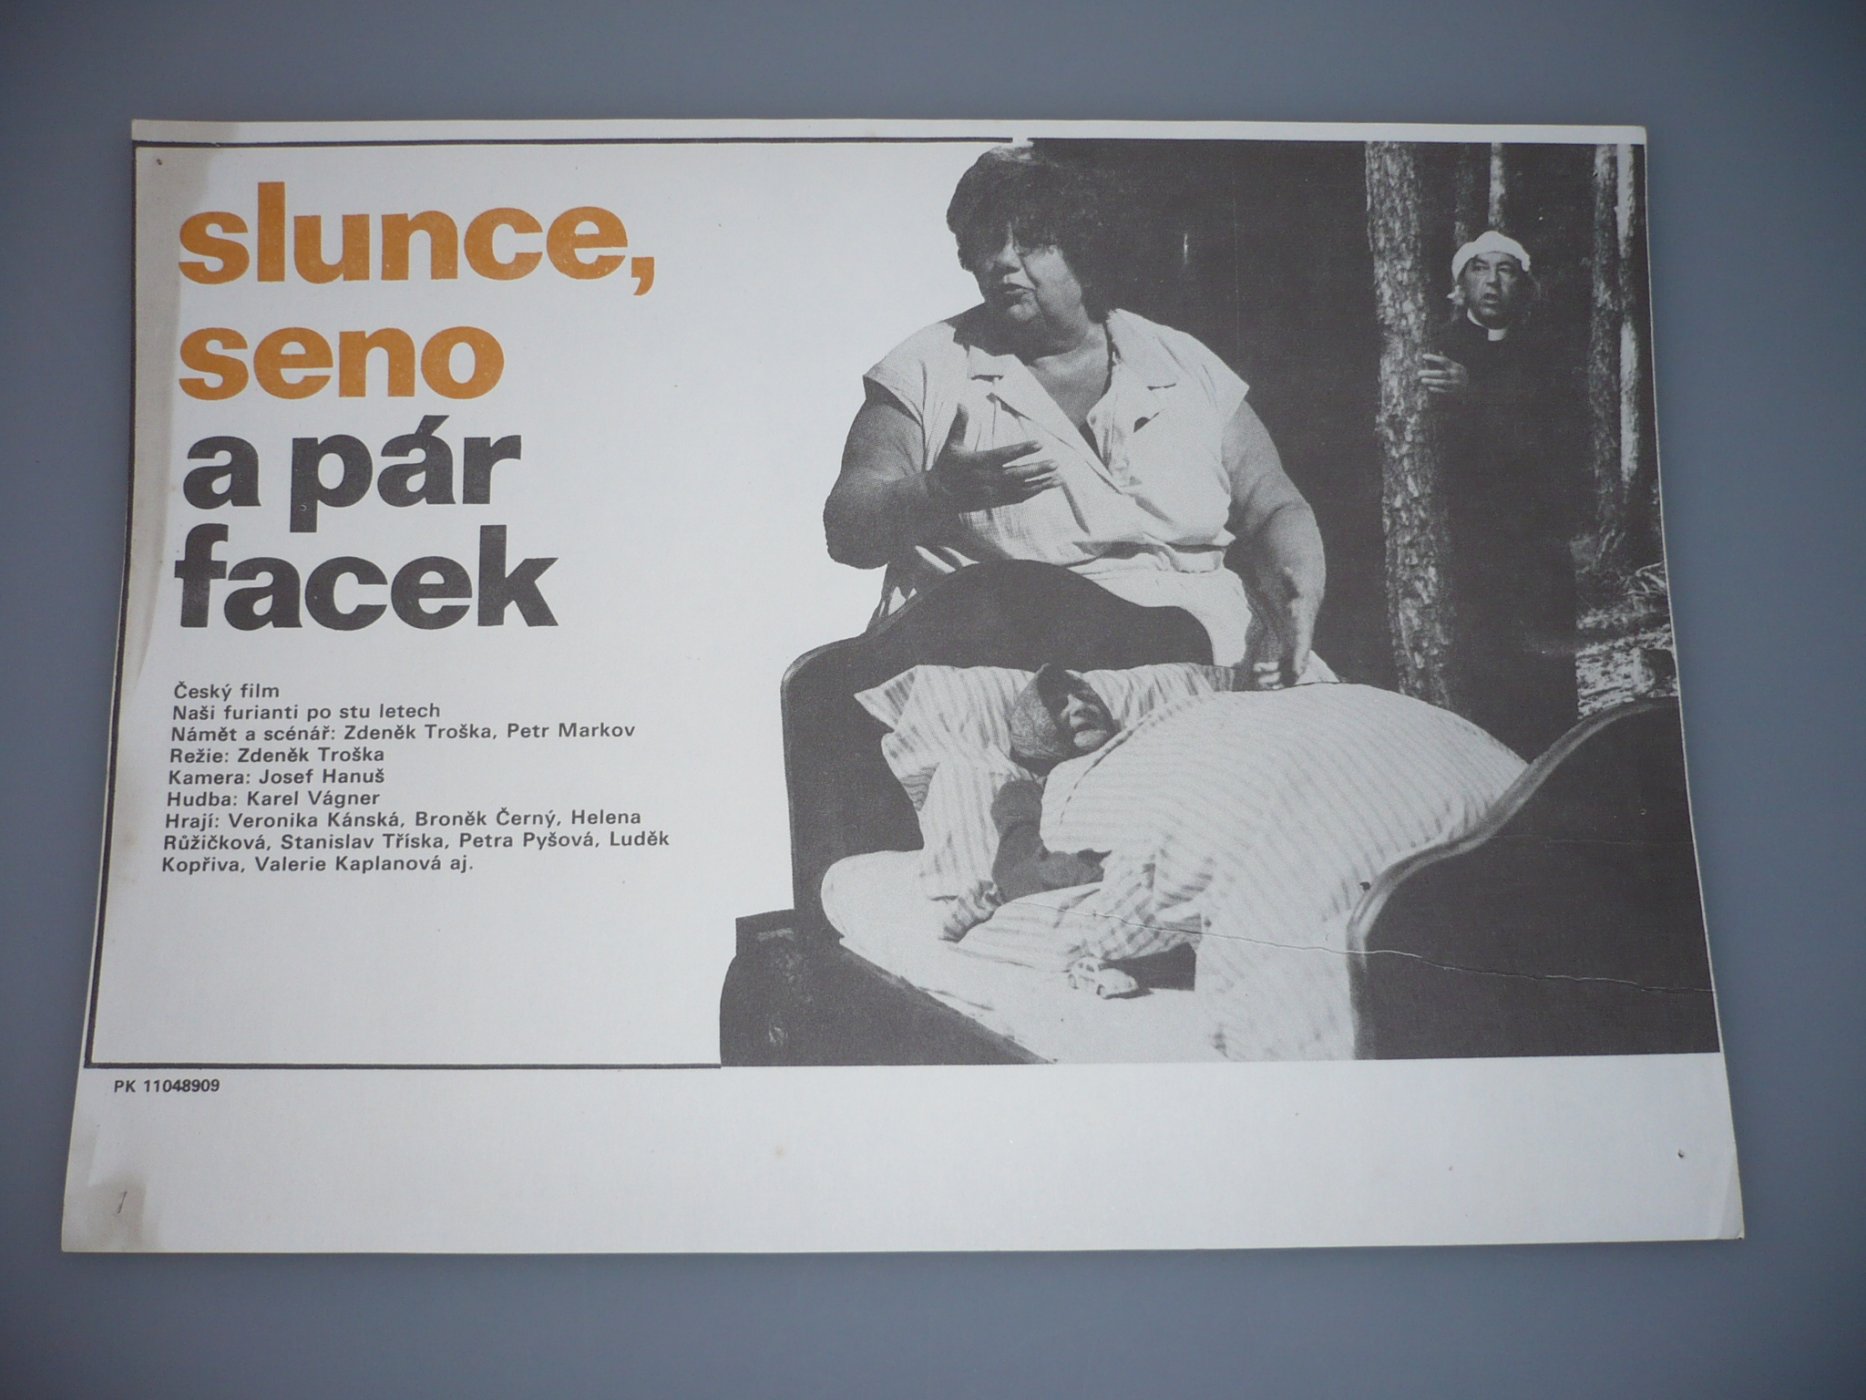 slunce,
seno
a pár
facek
Český film
Naši furianti po stu letech
Námět a scénář: Zdeněk Troška, Petr Markov
Režie: Zdeněk Troška
Kamera: Josef Hanuš
Hudba: Karel Vágner
Hrají: Veronika Kánská, Broněk Černý, Helena
Růžičková, Stanislav Tříska, Petra Pyšová, Luděk
Kopřiva, Valerie Kaplanová aj.
PK 11048909